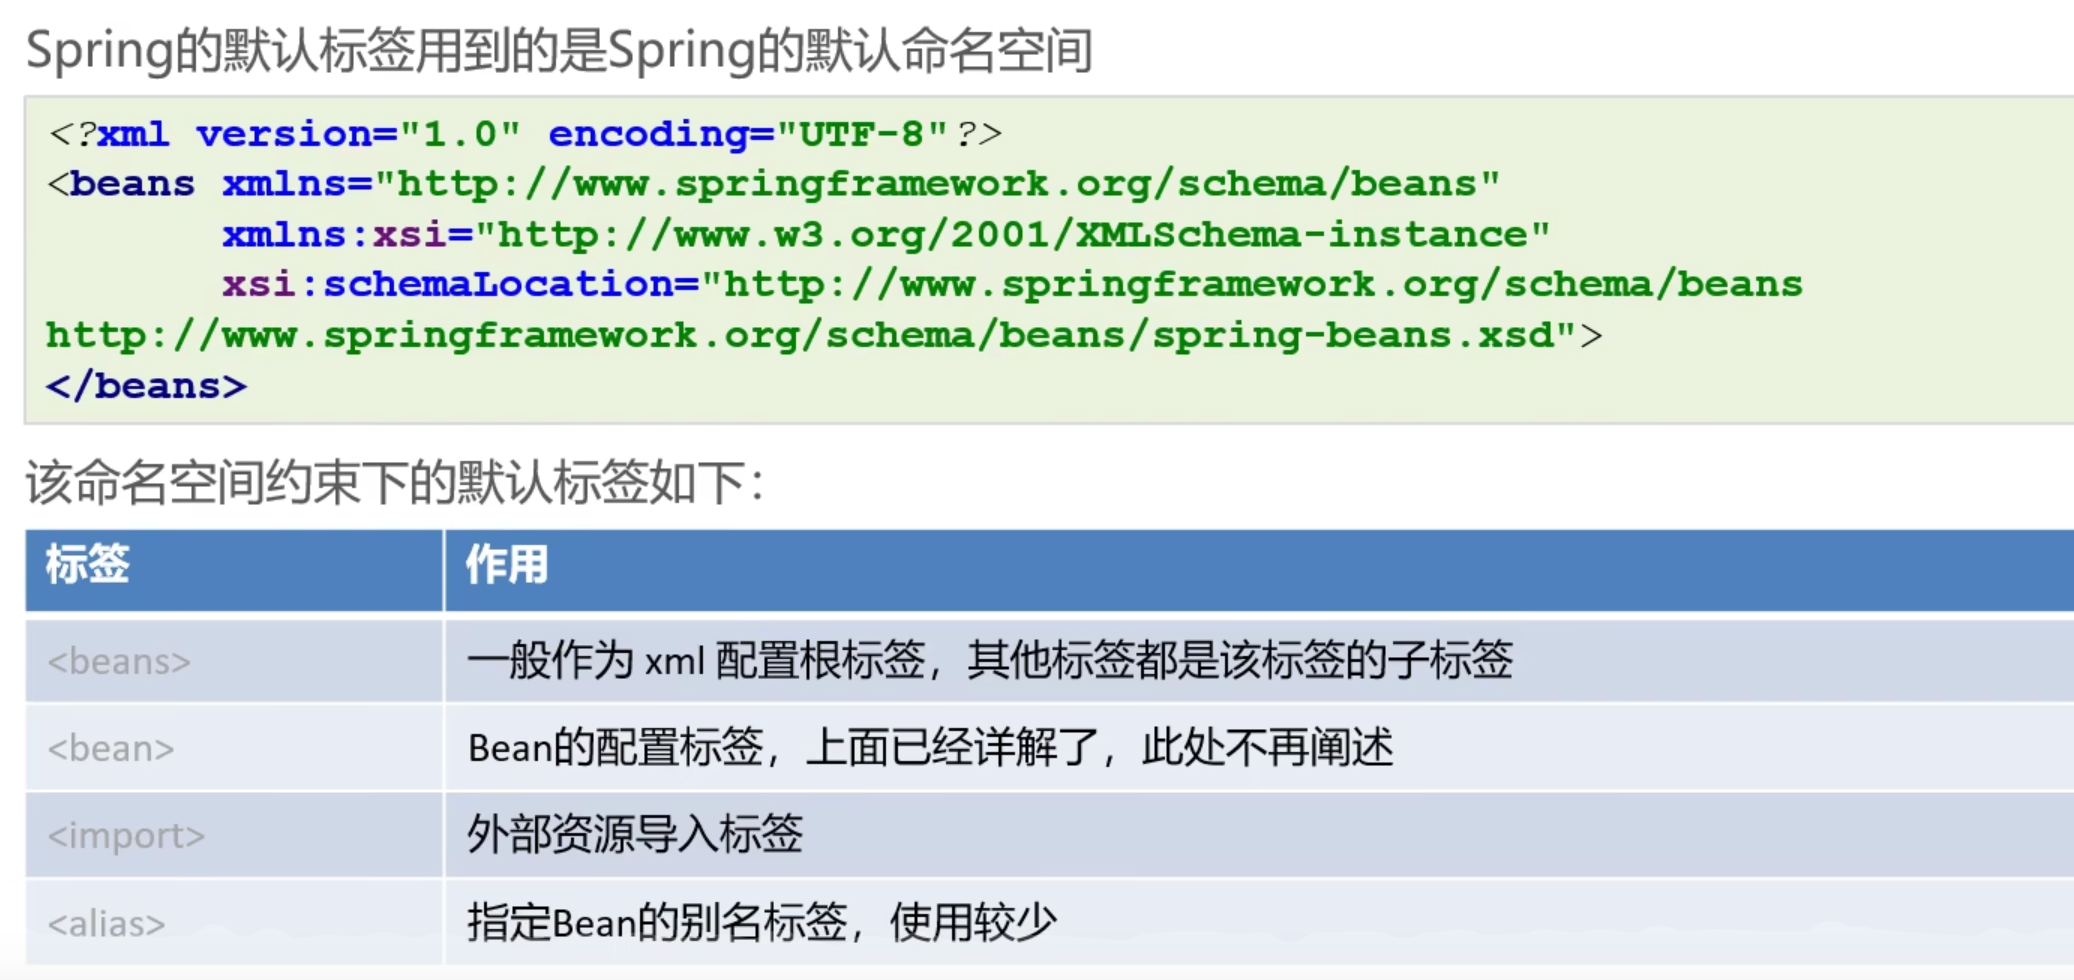 Spring的默认标签用到的是Spring的默认命名空间
<?xml version="1.0" encoding="UTF-8"?>
<beans xmlns="http://www.springframework.org/schema/beans"
xmlns:xsi="http://www.w3.org/2001/XMLSchema-instance"
xsi:schemaLocation="http://www.springframework.org/schema/beans
http://www.springframework.org/schema/beans/spring-beans.xsd">
</beans>
该命名空间约束下的默认标签如下：
标签 作用
<beans> 一般作为 xml 配置根标签，其他标签都是该标签的子标签
<bean> Bean的配置标签，上面已经详解了，此处不再阐述
<import> 外部资源导入标签
<alias> 指定Bean的别名标签，使用较少